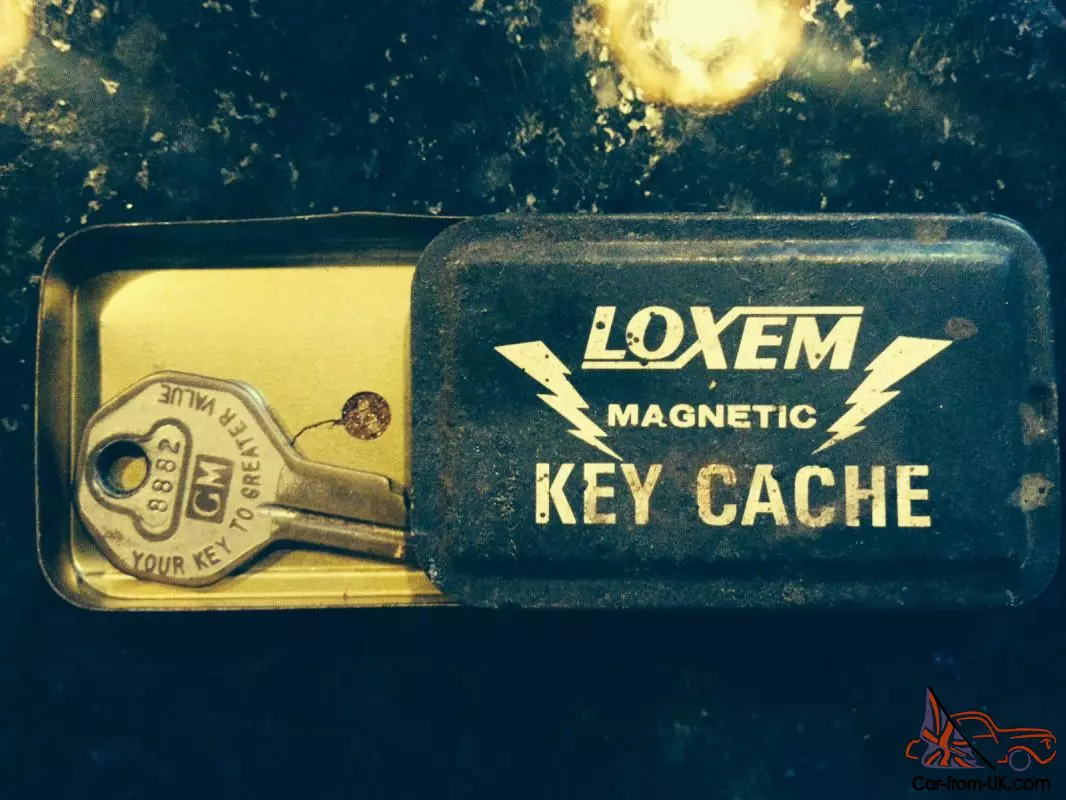 LOXEM
MAGNETIC
KEY CACHE
YOUR KEY TO GREATER VALUE
GM
8882
Car-from-UK.com